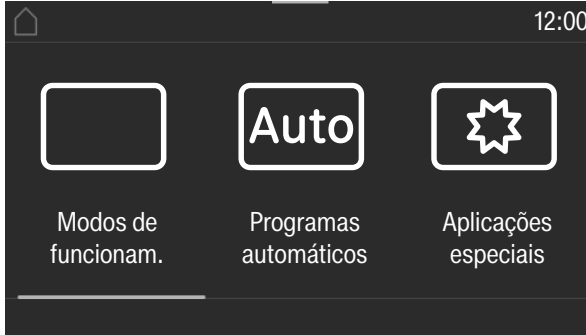 12:00
Auto
Modos de
funcionam.
Programas
automáticos
Aplicações
especiais